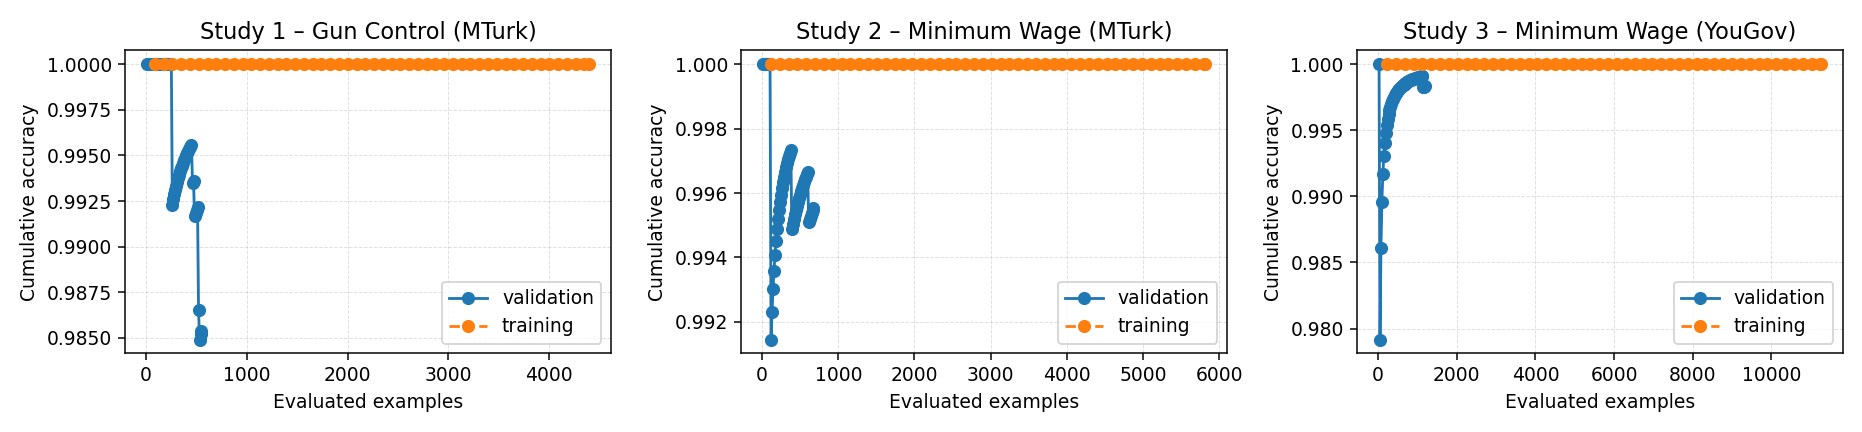 Study 1 – Gun Control (MTurk)
Cumulative accuracy
1.0000
0.9975
0.9950
0.9925
0.9900
0.9875
0.9850
validation
training
0 1000 2000 3000 4000
Evaluated examples
Study 2 – Minimum Wage (MTurk)
Cumulative accuracy
1.000
0.998
0.996
0.994
0.992
validation
training
0 1000 2000 3000 4000 5000 6000
Evaluated examples
Study 3 – Minimum Wage (YouGov)
Cumulative accuracy
1.000
0.995
0.990
0.985
0.980
validation
training
0 2000 4000 6000 8000 10000
Evaluated examples